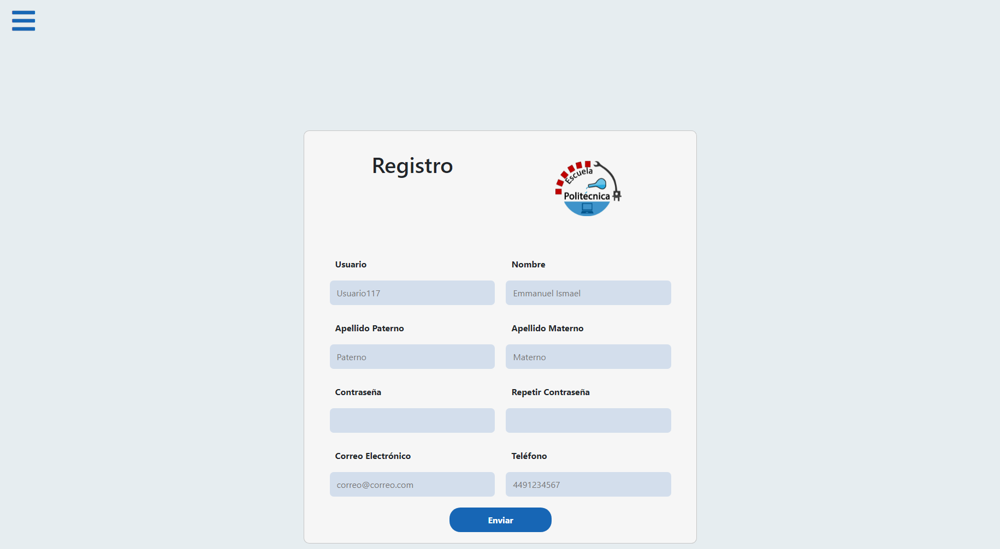 Registro
Escuela
Politécnica
Usuario
Nombre
Usuario117
Emmanuel Ismael
Apellido Paterno
Apellido Materno
Paterno
Materno
Contraseña
Repetir Contraseña
Correo Electrónico
Teléfono
correo@correo.com
4491234567
Enviar